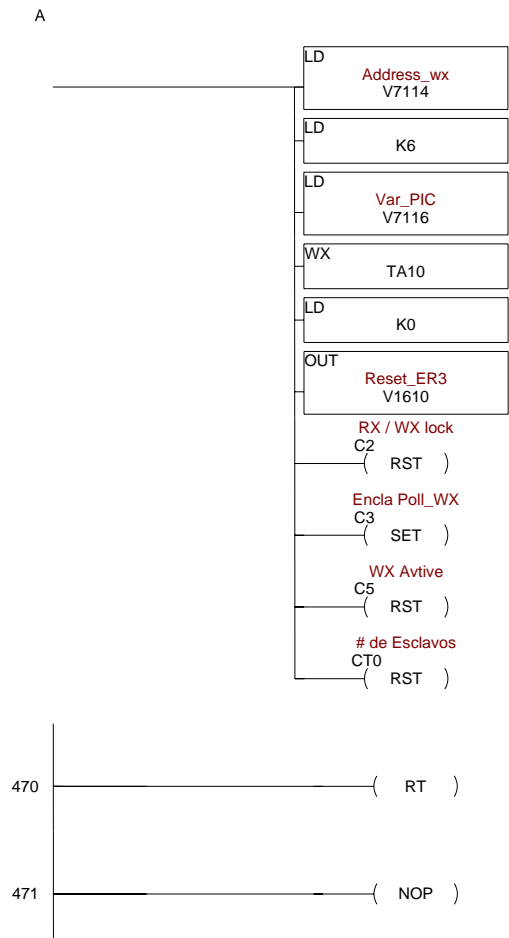 A
LD
Address_wx
V7114
LD
K6
LD
Var_PIC
V7116
WX
TA10
LD
K0
OUT
Reset_ER3
V1610
RX / WX lock
C2
( RST )
Encla Poll_WX
C3
( SET )
WX Avtive
C5
( RST )
# de Esclavos
CT0
( RST )
470 ( RT )
471 ( NOP )